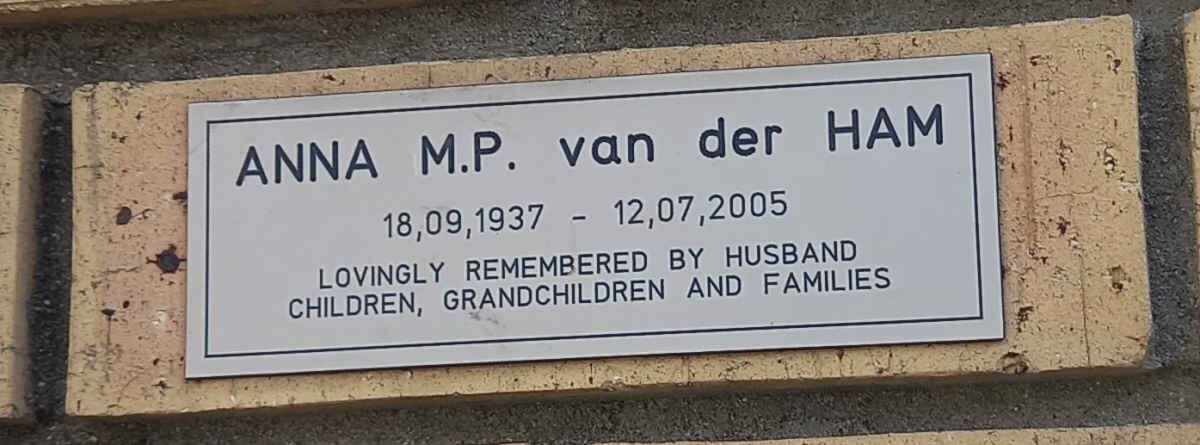 ANNA M.P. van der HAM
18,09,1937 - 12,07,2005
LOVINGLY REMEMBERED BY HUSBAND
CHILDREN, GRANDCHILDREN AND FAMILIES